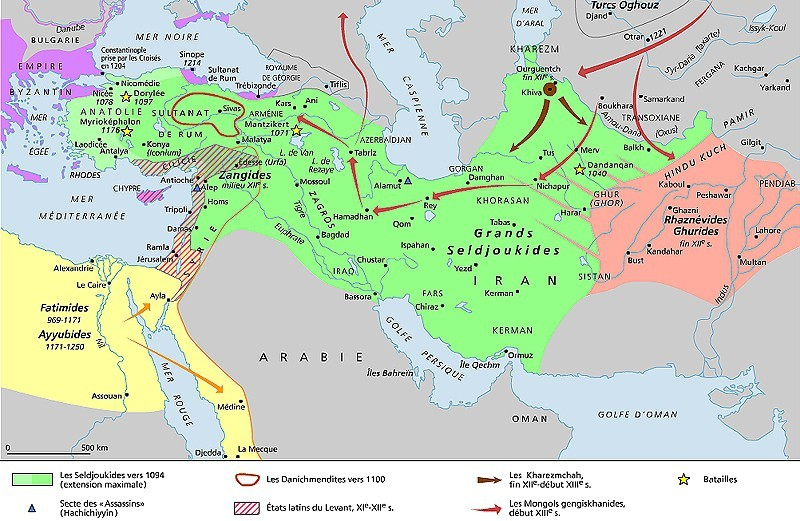 Danube
BULGARIE
MER NOIRE
Constantinople
prise par les Croisés
en 1204
Sinope
1214
EMPIRE
BYZANTIN
Sultanat
de Rum
Trébizonde
ROYAUME
DE GÉORGIE
Tiflis
Nicomédie
Nicée
1078
Dorylée
1097
ANATOLIE
Myrioképhalon
1176
SULTANAT
DE RUM
Sivas
Kars
Ani
ARMÉNIE
Mantzikert
1071
Malatya
L. de Van
L. de
Rezaye
AZERBAÏDJAN
Tabriz
MER
ÉGÉE
Laodicée
Antalya
Konya
(Iconium)
CILICIE
Édesse (Urfa)
Zangides
milieu XIIe s.
RHODES
CHYPRE
Antioche
Alep
Homs
Tripoli
Damas
SYRIE
Ramla
Jérusalem
MER
MÉDITERRANÉE
Mossoul
Tigre
Euphrate
ZAGROS
Bagdad
IRAQ
Chustar
Bassora
Alamut
Hamadhan
Rey
Qom
Ispahan
MER CASPIENNE
MER
D'ARAL
Turcs Oghouz
Djand
Otrar 1221
Syr-Daria (Iaxarte)
Issyk-Koul
FERGANA
Kachgar
Yarkand
KHAREZM
Ourguentch
fin XIIe s.
Khiva
Boukhara
Samarkand
TRANSOXIANE
Amou-Daria (Oxus)
PAMIR
Gilgit
Tus
Merv
Balkh
Dandanqan
1040
GORGAN
Damghan
Nichapur
KHORASAN
GHUR
(GHOR)
Harar
HINDU KUCH
Kaboul
Peshawar
PENDJAB
Ghazni
Rhaznévides
Ghurides
fin XIIe s.
Lahore
Kandahar
Bust
Multan
Indus
SISTAN
Tabas
Grands
Seldjoukides
IRAN
Yezd
Kerman
FARS
Chiraz
KERMAN
Ormuz
Île Qechm
Îles Bahreïn
GOLFE PERSIQUE
OMAN
GOLFE D'OMAN
ARABIE
Alexandrie
Le Caire
Ayla
Fatimides
969-1171
Ayyubides
1171-1250
Nil
Assouan
MER ROUGE
Médine
Djedda
La Mecque
0 500 km
Les Seldjoukides vers 1094
(extension maximale)
Secte des «Assassins»
(Hachichiyyin)
Les Danichmendites vers 1100
États latins du Levant, XIe-XIIe s.
Les Kharezmchah,
fin XIIe-début XIIIe s.
Les Mongols gengiskhanides,
début XIIIe s.
Batailles